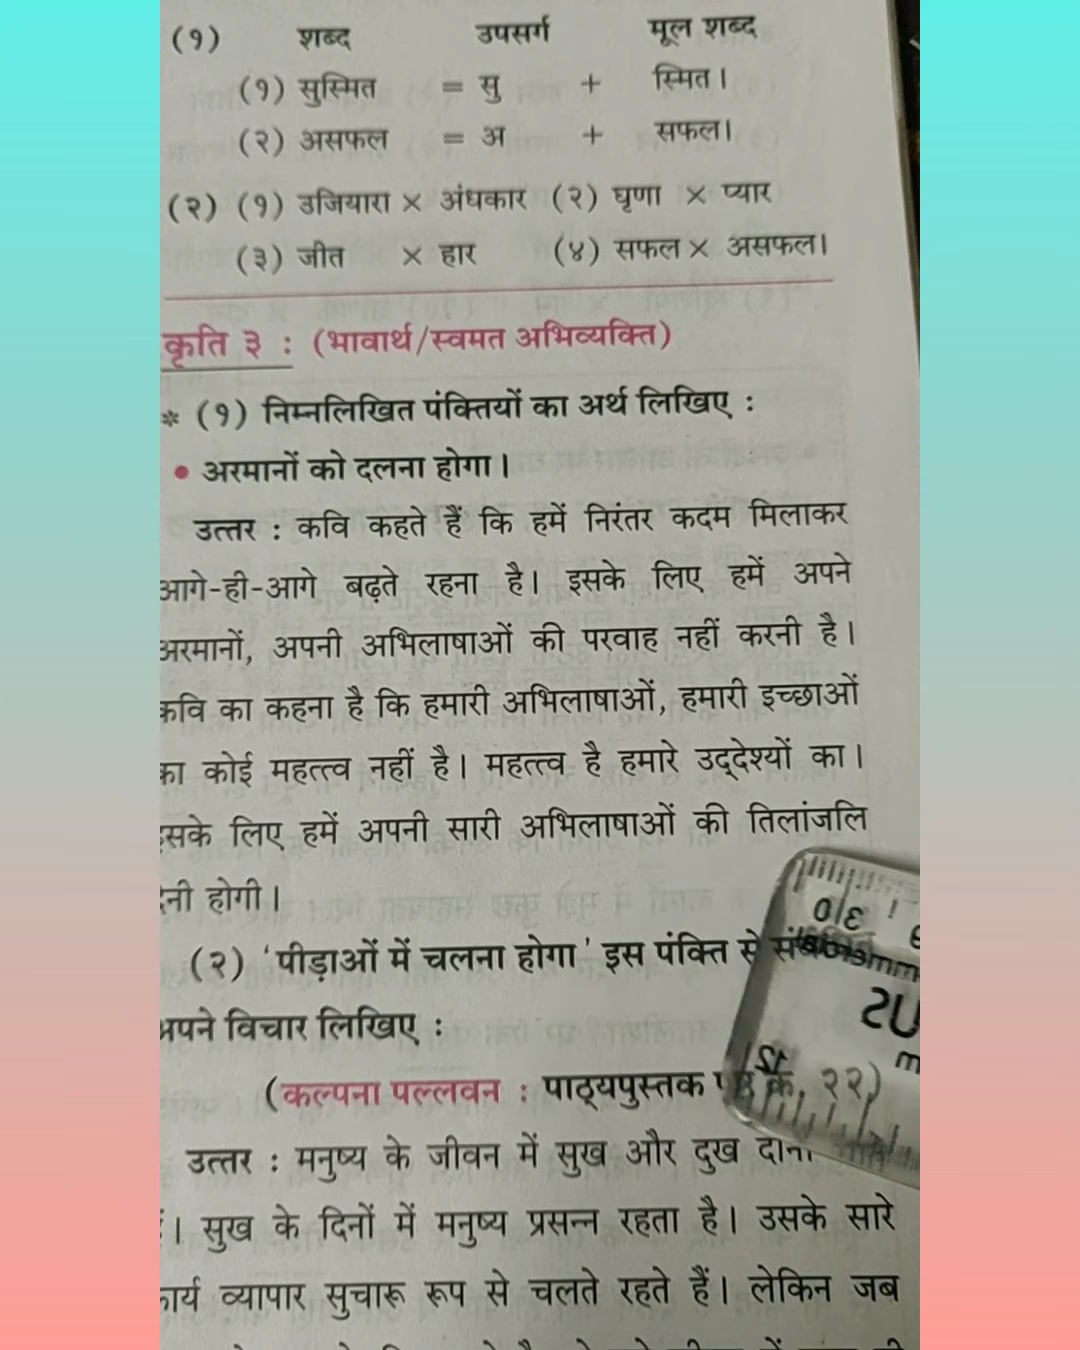 (१) शब्द उपसर्ग मूल शब्द
(१) सुस्मित = सु + स्मित।
(२) असफल = अ + सफल।
(२) (१) उजियारा × अंधकार (२) घृणा × प्यार
(३) जीत × हार (४) सफल × असफल।
कृति ३ : (भावार्थ/स्वमत अभिव्यक्ति)
* (१) निम्नलिखित पंक्तियों का अर्थ लिखिए :
• अरमानों को दलना होगा।
उत्तर : कवि कहते हैं कि हमें निरंतर कदम मिलाकर
आगे-ही-आगे बढ़ते रहना है। इसके लिए हमें अपने
अरमानों, अपनी अभिलाषाओं की परवाह नहीं करनी है।
कवि का कहना है कि हमारी अभिलाषाओं, हमारी इच्छाओं
का कोई महत्त्व नहीं है। महत्त्व है हमारे उद्देश्यों का।
इसके लिए हमें अपनी सारी अभिलाषाओं की तिलांजलि
देनी होगी।
(२) 'पीड़ाओं में चलना होगा' इस पंक्ति से
अपने विचार लिखिए :
(कल्पना पल्लवन : पाठ्यपुस्तक पृष्ठ क्र. २२)
उत्तर : मनुष्य के जीवन में सुख और दुख
। सुख के दिनों में मनुष्य प्रसन्न रहता है। उसके सारे
कार्य व्यापार सुचारू रूप से चलते रहते हैं। लेकिन जब